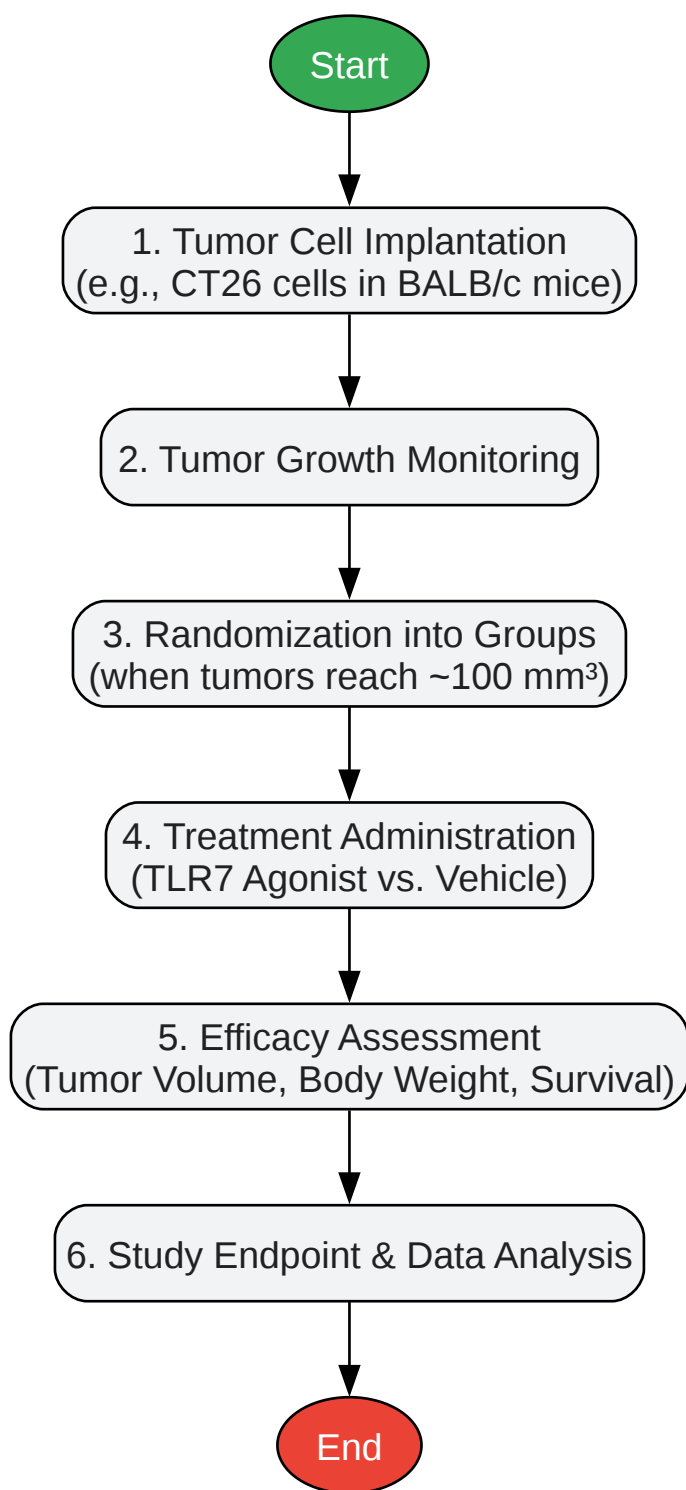 Start
1. Tumor Cell Implantation
(e.g., CT26 cells in BALB/c mice)
2. Tumor Growth Monitoring
3. Randomization into Groups
(when tumors reach ~100 mm³)
4. Treatment Administration
(TLR7 Agonist vs. Vehicle)
5. Efficacy Assessment
(Tumor Volume, Body Weight, Survival)
6. Study Endpoint & Data Analysis
End